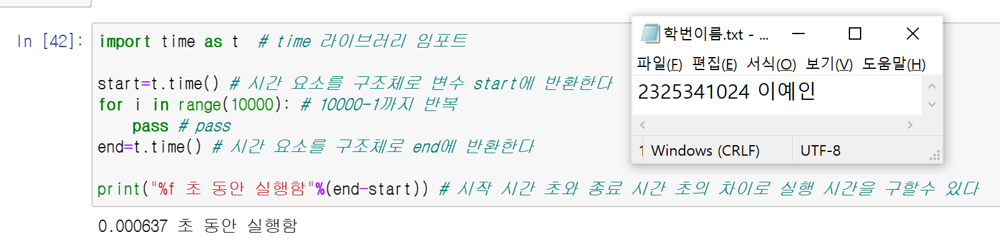 In [42]:
import time as t  # time 라이브러리 임포트
start=t.time() # 시간 요소를 구조체로 변수 start에 반환한다
for i in range(10000): # 10000-1까지 반복
    pass # pass
end=t.time() # 시간 요소를 구조체로 end에 반환한다
print("%f 초 동안 실행함"%(end-start)) # 시작 시간 초와 종료 시간 초의 차이로 실행 시간을 구할수 있다
0.000637 초 동안 실행함
학번이름.txt - ...
파일(F) 편집(E) 서식(O) 보기(V) 도움말(H)
2325341024 이예인
Windows (CRLF) UTF-8